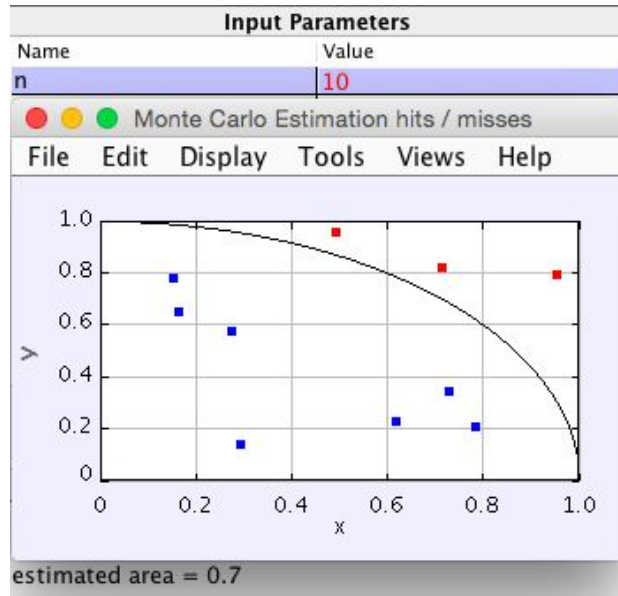 Input Parameters
Name Value
n 10
Monte Carlo Estimation hits / misses
File Edit Display Tools Views Help
1.0
0.8
0.6
0.4
0.2
0
y
0 0.2 0.4 0.6 0.8 1.0
x
estimated area = 0.7